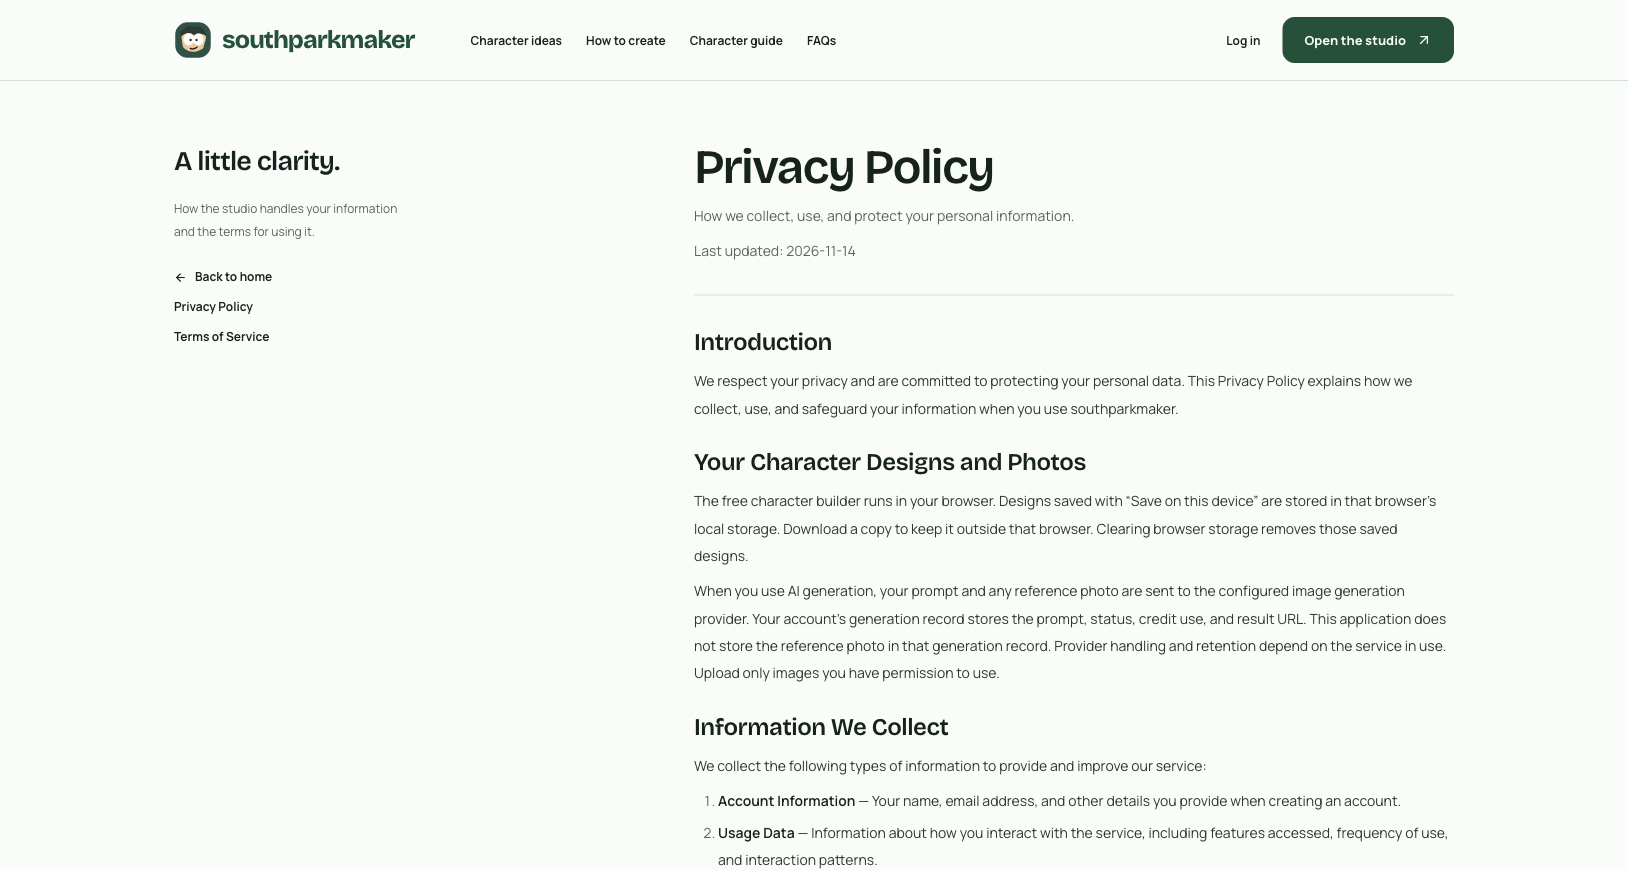 southparkmaker
Character ideas
How to create
Character guide
FAQs
Log in
Open the studio
A little clarity.
How the studio handles your information
and the terms for using it.
Back to home
Privacy Policy
Terms of Service
Privacy Policy
How we collect, use, and protect your personal information.
Last updated: 2026-11-14
Introduction
We respect your privacy and are committed to protecting your personal data. This Privacy Policy explains how we
collect, use, and safeguard your information when you use southparkmaker.
Your Character Designs and Photos
The free character builder runs in your browser. Designs saved with “Save on this device” are stored in that browser’s
local storage. Download a copy to keep it outside that browser. Clearing browser storage removes those saved
designs.
When you use AI generation, your prompt and any reference photo are sent to the configured image generation
provider. Your account’s generation record stores the prompt, status, credit use, and result URL. This application does
not store the reference photo in that generation record. Provider handling and retention depend on the service in use.
Upload only images you have permission to use.
Information We Collect
We collect the following types of information to provide and improve our service:
1. Account Information — Your name, email address, and other details you provide when creating an account.
2. Usage Data — Information about how you interact with the service, including features accessed, frequency of use,
and interaction patterns.